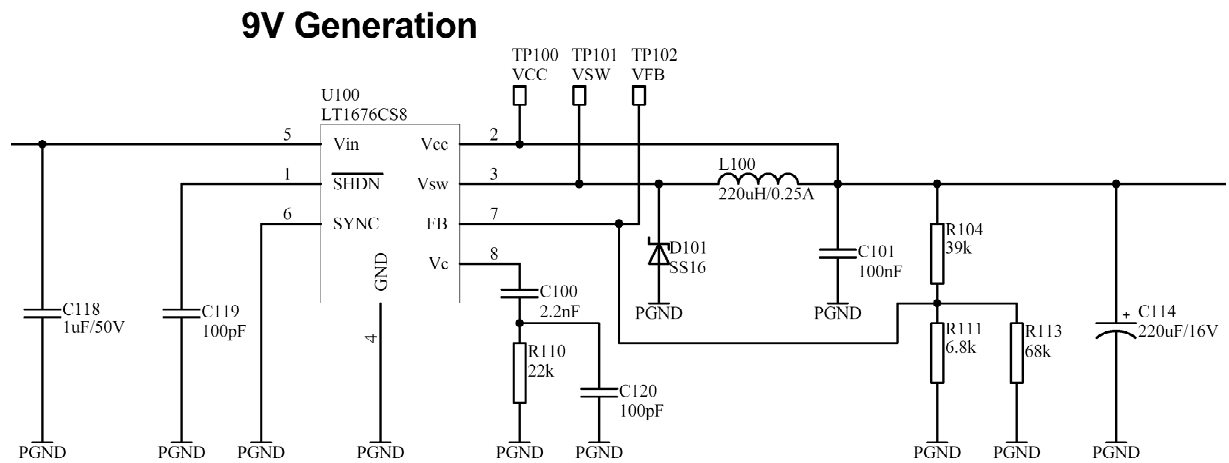 9V Generation
TP100
VCC
TP101
VSW
TP102
VFB
U100
LT1676CS8
5
Vin
Vcc
2
1
SHDN
Vsw
3
6
SYNC
FB
7
Vc
8
GND
4
L100
220uH/0.25A
D101
SS16
PGND
C101
100nF
PGND
R104
39k
C118
1uF/50V
PGND
C119
100pF
PGND
PGND
PGND
C100
2.2nF
R110
22k
PGND
C120
100pF
PGND
R111
6.8k
PGND
R113
68k
PGND
+
C114
220uF/16V
PGND